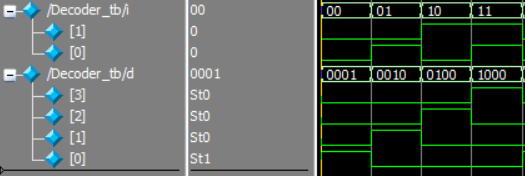 /Decoder_tb/i 00 00 01 10 11
[1] 0
[0] 0
/Decoder_tb/d 0001 0001 0010 0100 1000
[3] St0
[2] St0
[1] St0
[0] St1